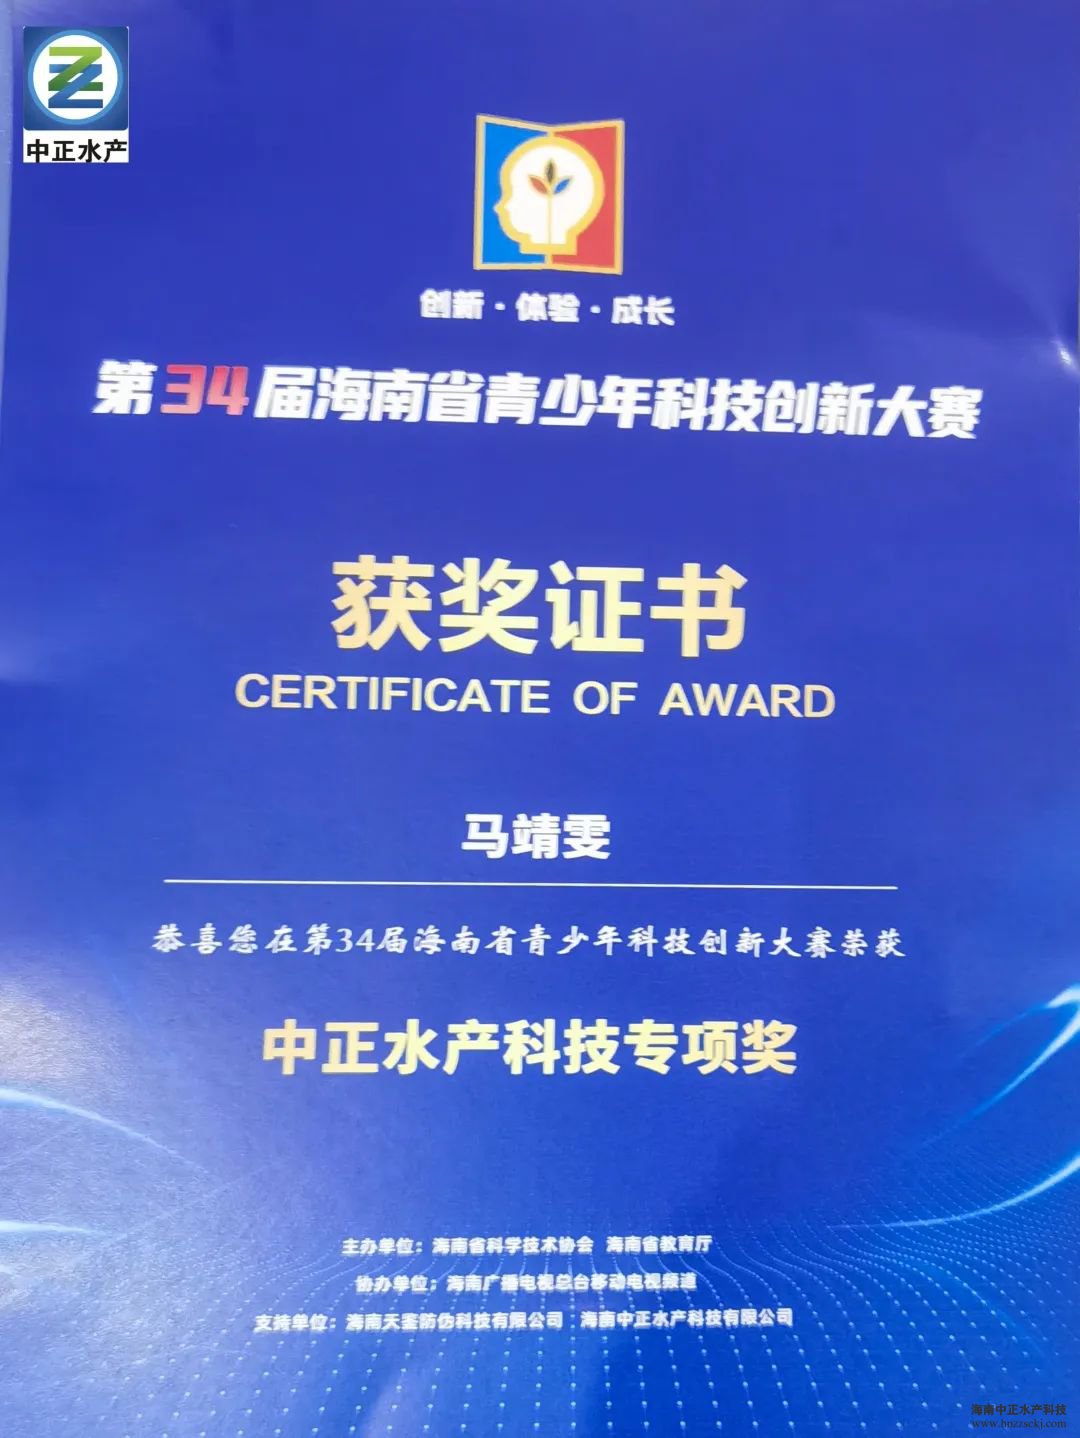 中正水产
创新·体验·成长
第34届海南省青少年科技创新大赛
获奖证书
CERTIFICATE OF AWARD
马靖雯
恭喜您在第34届海南省青少年科技创新大赛荣获
中正水产科技专项奖
主办单位：海南省科学技术协会 海南省教育厅
协办单位：海南广播电视总台移动电视频道
支持单位：海南天鉴防伪科技有限公司 海南中正水产科技有限公司
海南中正水产科技
www.hnzzsckj.com